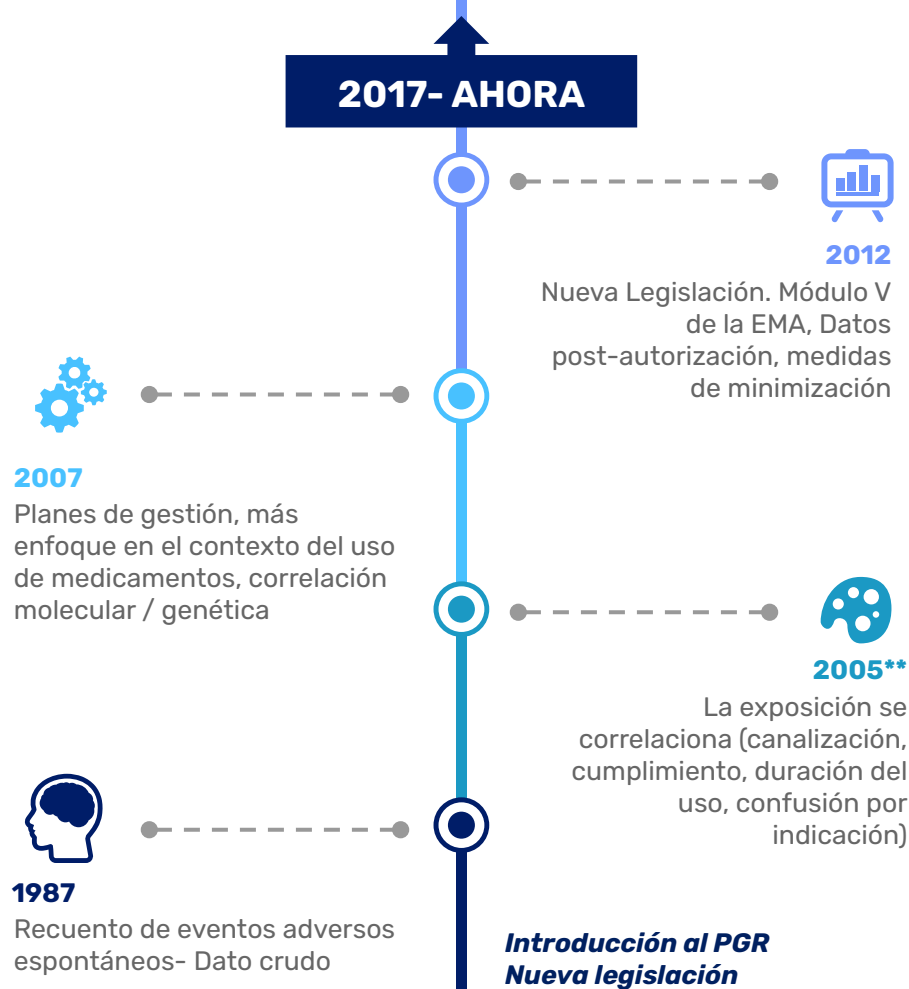 2017- AHORA
2012
Nueva Legislación. Módulo V
de la EMA, Datos
post-autorización, medidas
de minimización
2007
Planes de gestión, más
enfoque en el contexto del uso
de medicamentos, correlación
molecular / genética
2005**
La exposición se
correlaciona (canalización,
cumplimiento, duración del
uso, confusión por
indicación)
1987
Recuento de eventos adversos
espontáneos- Dato crudo
Introducción al PGR
Nueva legislación